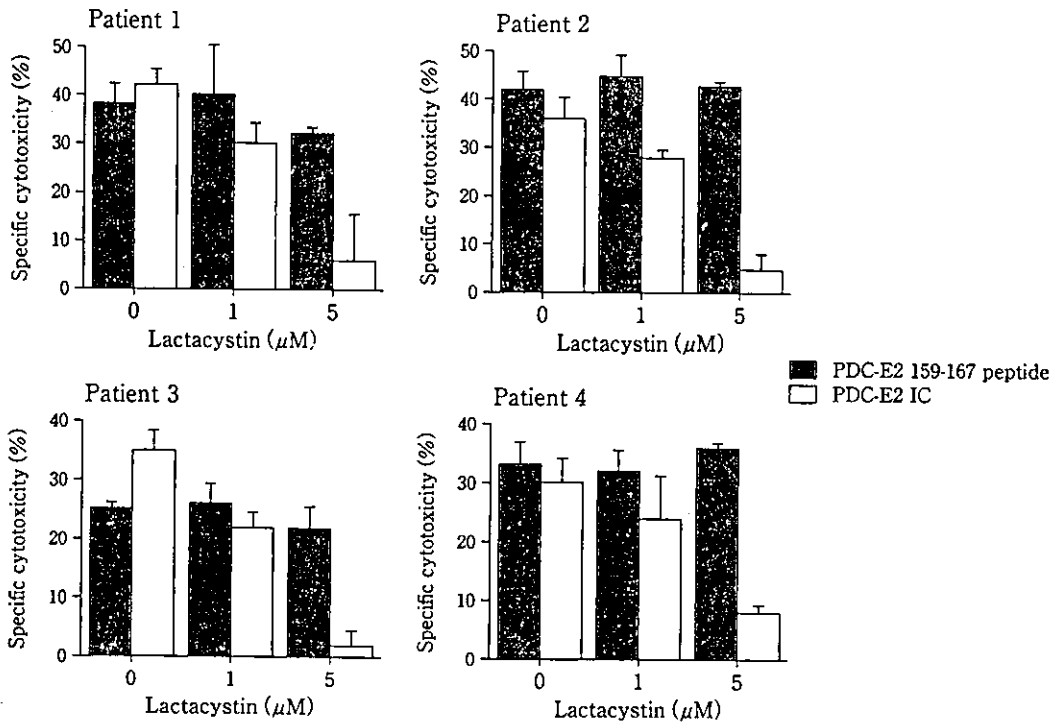 Patient 1
Specific cytotoxicity (%)
50
40
30
20
10
0
0 1 5
Lactacystin (μM)
Patient 2
Specific cytotoxicity (%)
50
40
30
20
10
0
0 1 5
Lactacystin (μM)
PDC-E2 159-167 peptide
PDC-E2 IC
Patient 3
Specific cytotoxicity (%)
40
30
20
10
0
0 1 5
Lactacystin (μM)
Patient 4
Specific cytotoxicity (%)
40
30
20
10
0
0 1 5
Lactacystin (μM)